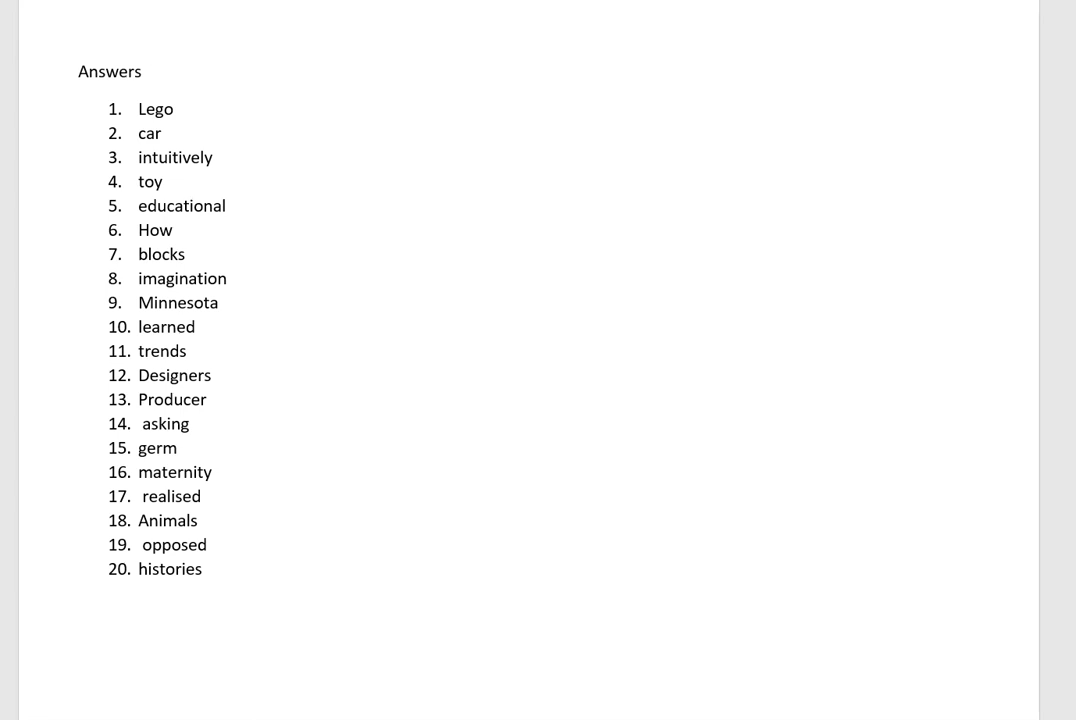 Answers
1. Lego
2. car
3. intuitively
4. toy
5. educational
6. How
7. blocks
8. imagination
9. Minnesota
10. learned
11. trends
12. Designers
13. Producer
14. asking
15. germ
16. maternity
17. realised
18. Animals
19. opposed
20. histories